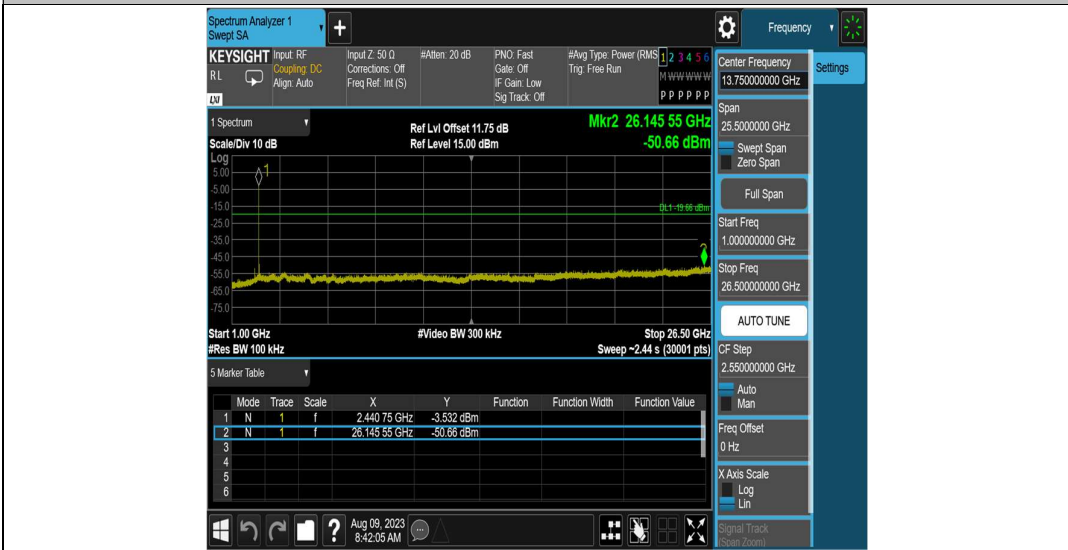 Spectrum Analyzer 1
Swept SA
+
Frequency
KEYSIGHT
RL
LXI
Input: RF
Coupling: DC
Align: Auto
Input Z: 50 Ω
Corrections: Off
Freq Ref: Int (S)
#Atten: 20 dB
PNO: Fast
Gate: Off
IF Gain: Low
Sig Track: Off
#Avg Type: Power (RMS
Trig: Free Run
1 2 3 4 5 6
M W W W W W
P P P P P P
1 Spectrum
Scale/Div 10 dB
Ref Lvl Offset 11.75 dB
Ref Level 15.00 dBm
Mkr2 26.145 55 GHz
-50.66 dBm
Log
5.00
-5.00
-15.0
-25.0
-35.0
-45.0
-55.0
-65.0
-75.0
1
DL1 -19.66 dBm
Start 1.00 GHz
#Res BW 100 kHz
#Video BW 300 kHz
Stop 26.50 GHz
Sweep ~2.44 s (30001 pts)
5 Marker Table
Mode Trace Scale X Y Function Function Width Function Value
1 N 1 f 2.440 75 GHz -3.532 dBm
2 N 1 f 26.145 55 GHz -50.66 dBm
3
4
5
6
?
Aug 09, 2023
8:42:05 AM
Center Frequency
13.750000000 GHz
Settings
Span
25.5000000 GHz
Swept Span
Zero Span
Full Span
Start Freq
1.000000000 GHz
Stop Freq
26.500000000 GHz
AUTO TUNE
CF Step
2.550000000 GHz
Auto
Man
Freq Offset
0 Hz
X Axis Scale
Log
Lin
Signal Track
(Span Zoom)